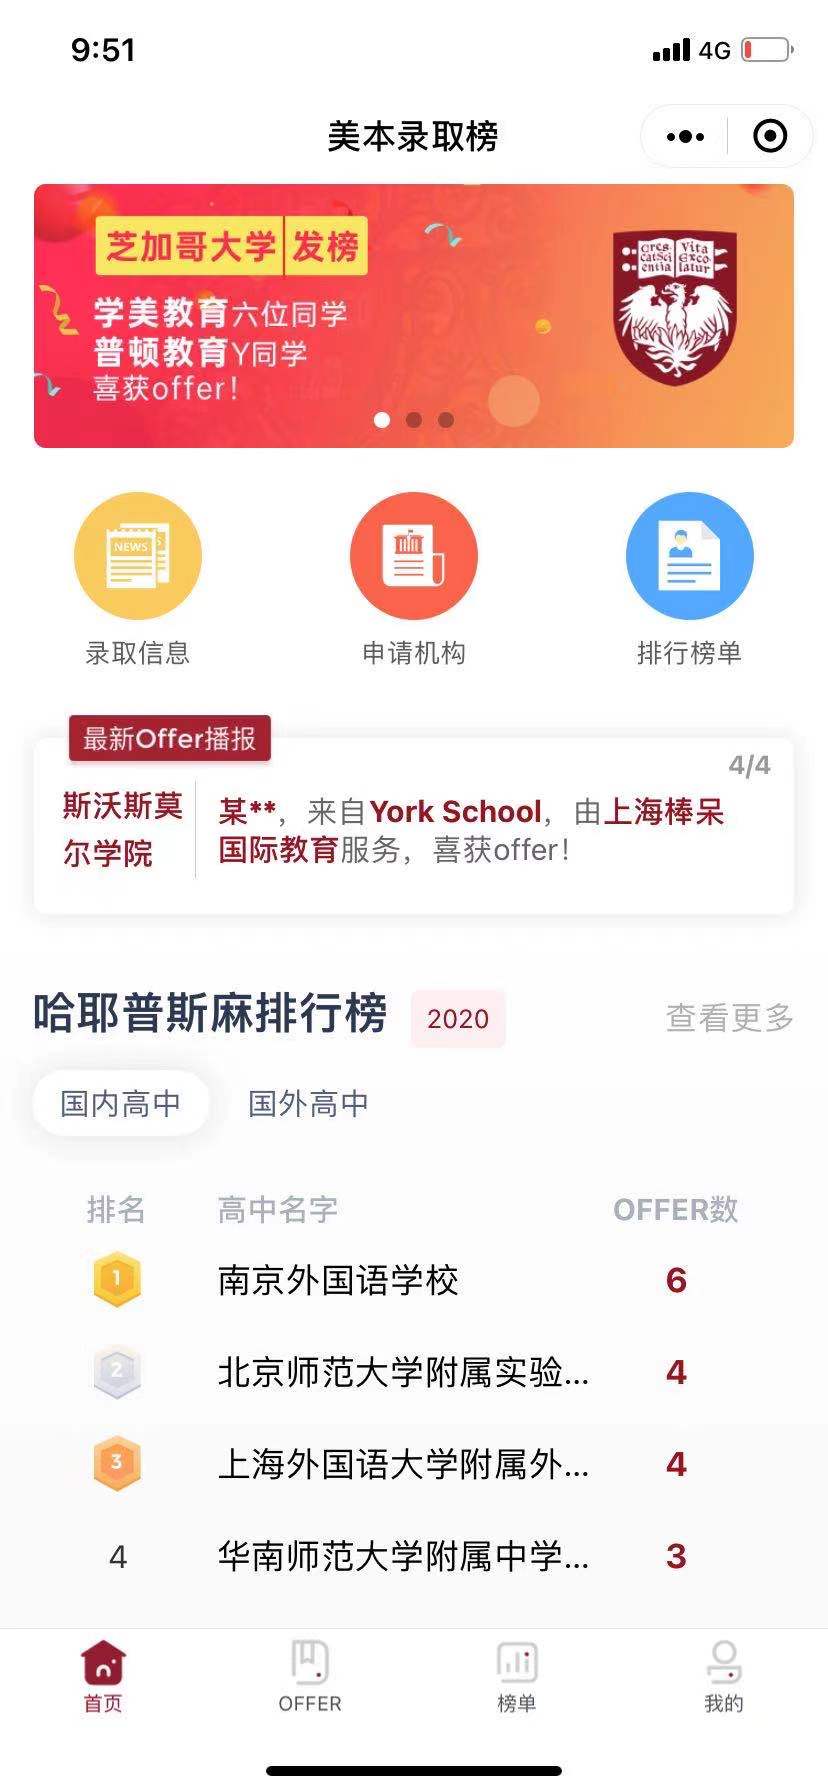 9:51
4G
美本录取榜
芝加哥大学 发榜
学美教育六位同学
普顿教育Y同学
喜获offer!
Cres
catSci
entia
Vita
Exco
latur
NEWS
录取信息
申请机构
排行榜单
最新Offer播报
4/4
斯沃斯莫
尔学院
某**，来自York School，由上海棒呆
国际教育服务，喜获offer!
哈耶普斯麻排行榜 2020 查看更多
国内高中 国外高中
排名 高中名字 OFFER数
1 南京外国语学校 6
2 北京师范大学附属实验... 4
3 上海外国语大学附属外... 4
4 华南师范大学附属中学... 3
首页 OFFER 榜单 我的